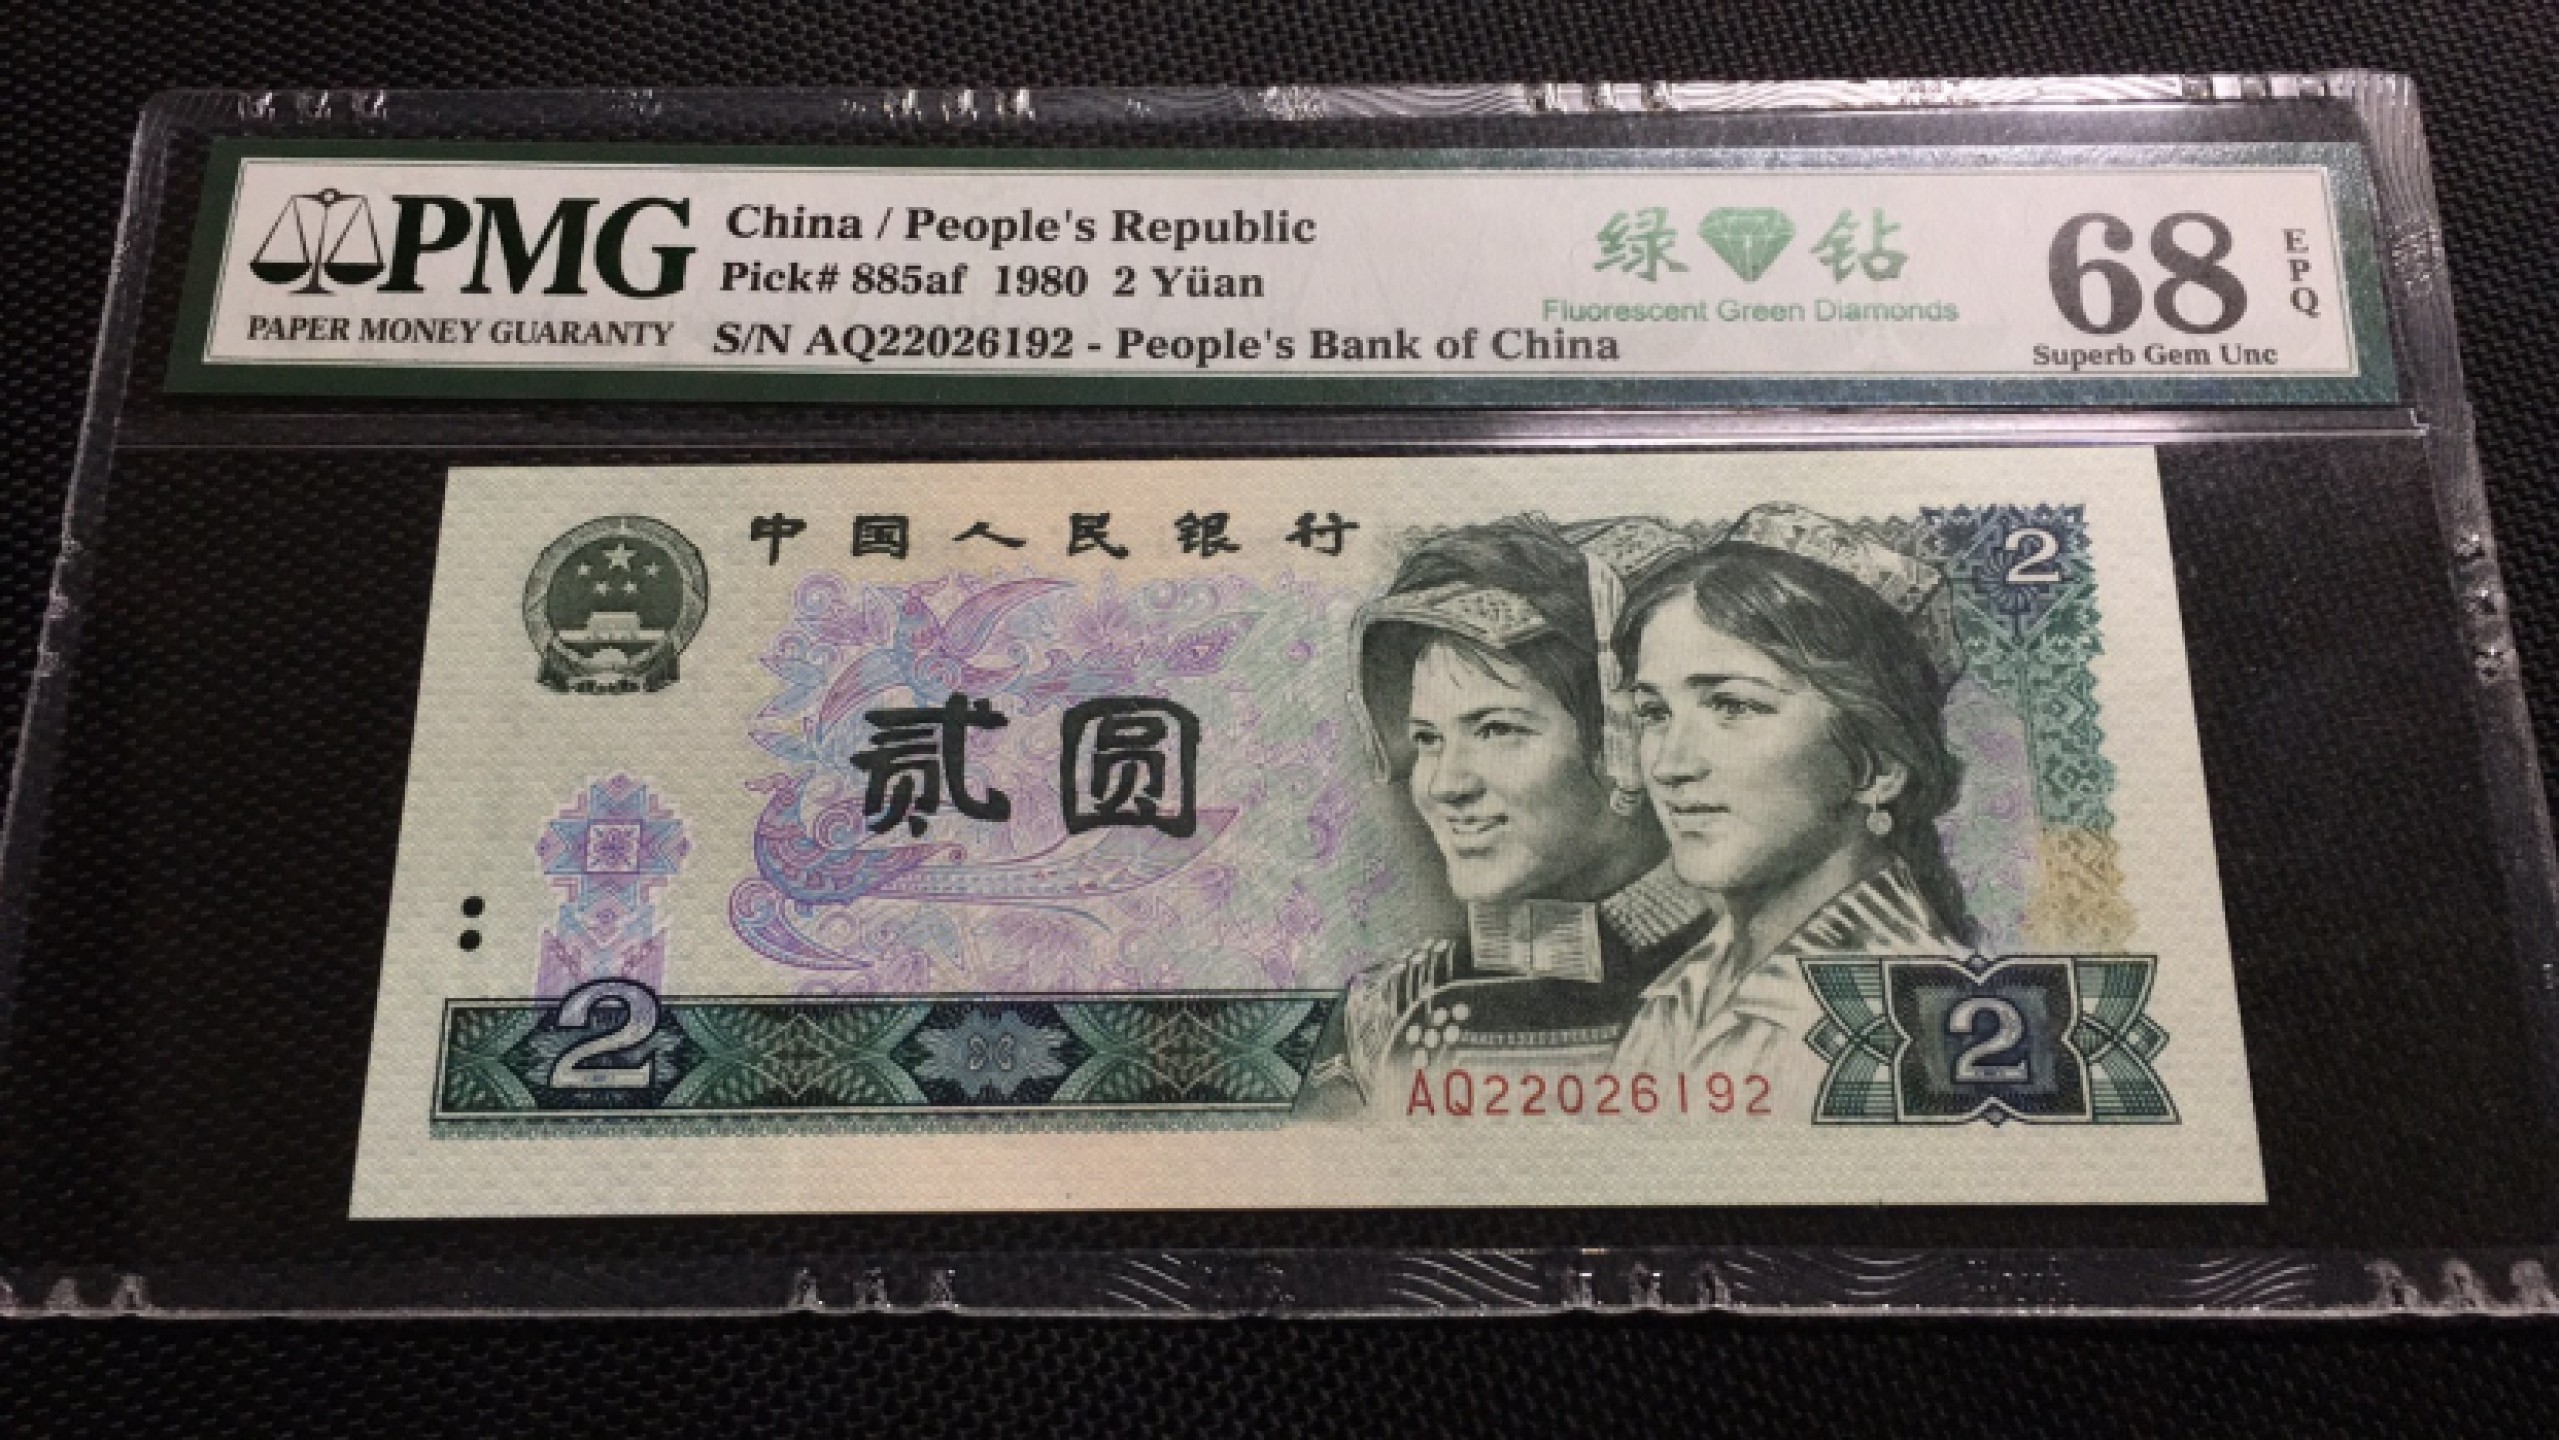 PMG
PAPER MONEY GUARANTY
China / People's Republic
Pick# 885af 1980 2 Yüan
S/N AQ22026192 - People's Bank of China
绿 钻
Fluorescent Green Diamonds
68
EPQ
Superb Gem Unc
中国人民银行
2
贰圆
2
2
AQ22026192